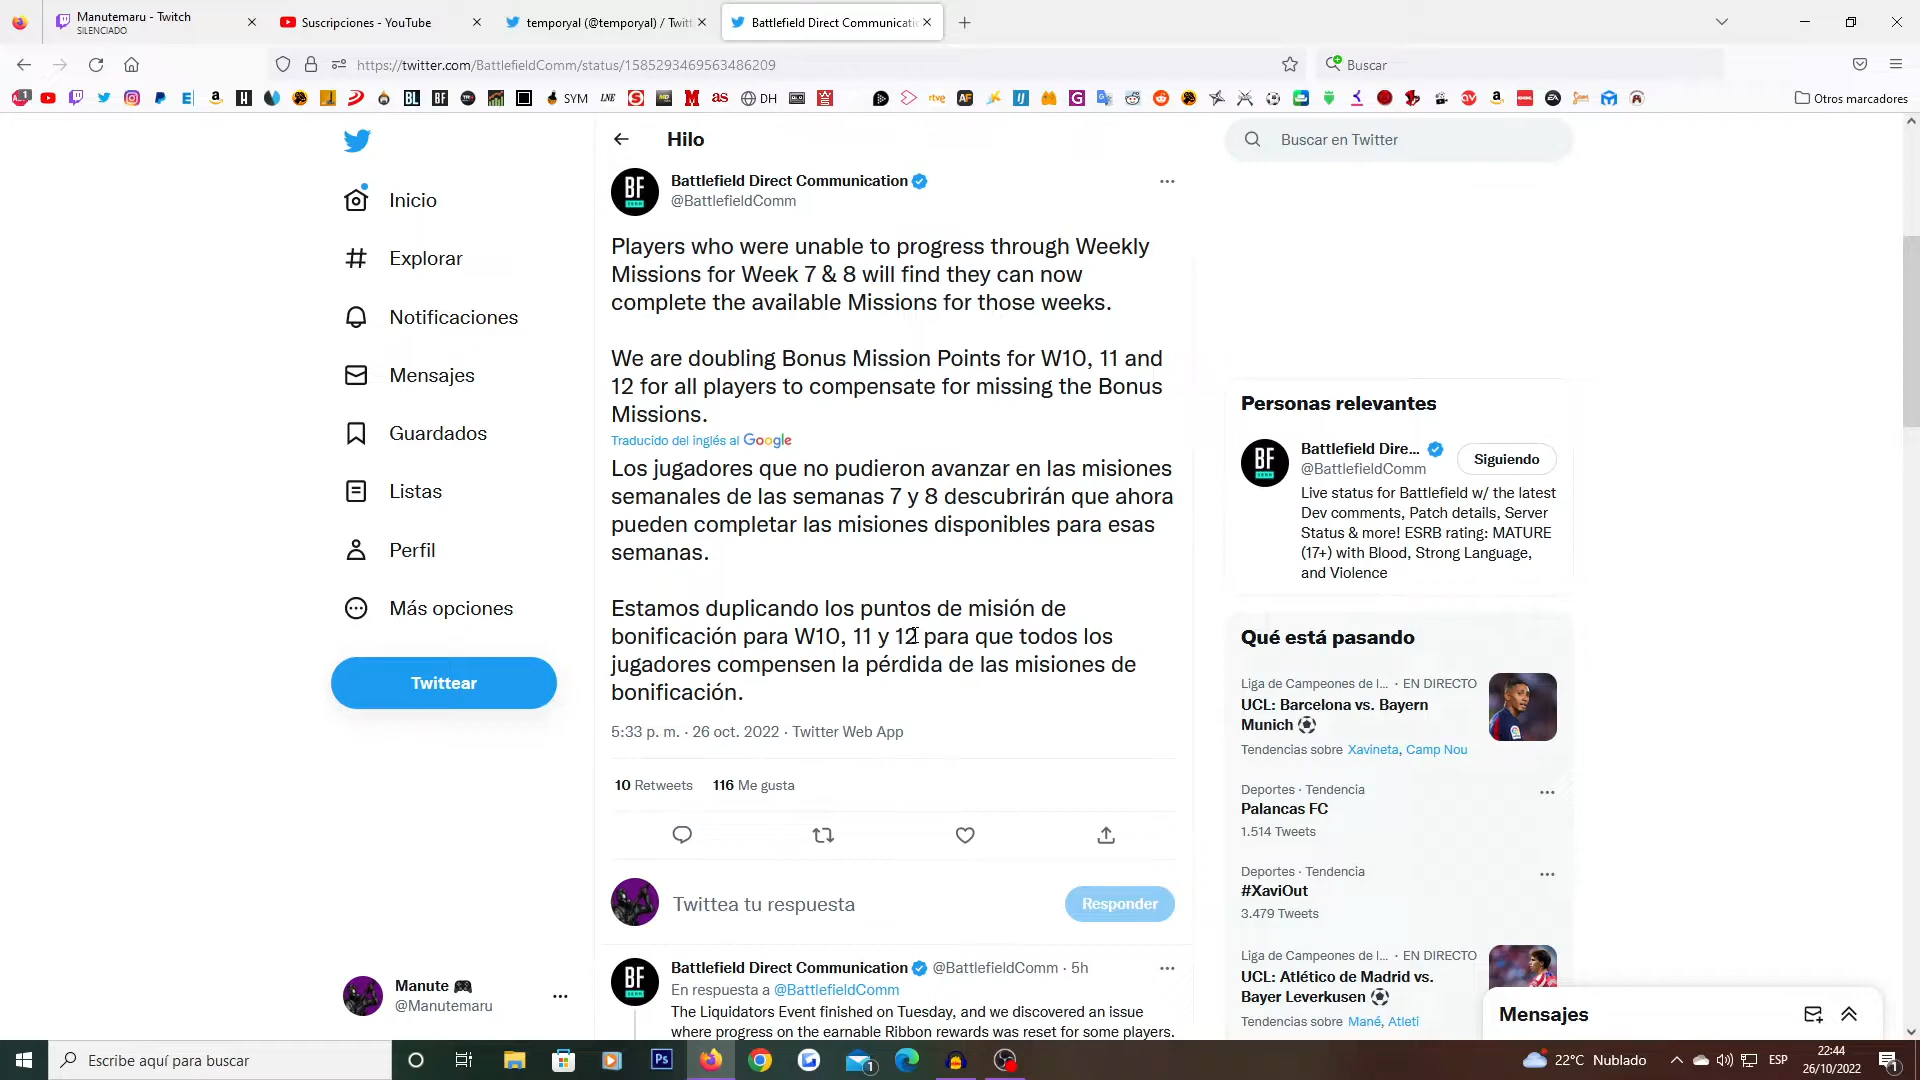 Manutemaru - Twitch
SILENCIADO
Suscripciones - YouTube
temporyal (@temporyal) / Twitt
Battlefield Direct Communicatio
https://twitter.com/BattlefieldComm/status/1585293469563486209
Buscar
SYM
DH
Otros marcadores
Inicio
Explorar
Notificaciones
Mensajes
Guardados
Listas
Perfil
Más opciones
Twittear
Manute
@Manutemaru
Hilo
Battlefield Direct Communication
@BattlefieldComm
Players who were unable to progress through Weekly
Missions for Week 7 & 8 will find they can now
complete the available Missions for those weeks.
We are doubling Bonus Mission Points for W10, 11 and
12 for all players to compensate for missing the Bonus
Missions.
Traducido del inglés al Google
Los jugadores que no pudieron avanzar en las misiones
semanales de las semanas 7 y 8 descubrirán que ahora
pueden completar las misiones disponibles para esas
semanas.
Estamos duplicando los puntos de misión de
bonificación para W10, 11 y 12 para que todos los
jugadores compensen la pérdida de las misiones de
bonificación.
5:33 p. m. · 26 oct. 2022 · Twitter Web App
10 Retweets 116 Me gusta
Twittea tu respuesta
Responder
Battlefield Direct Communication @BattlefieldComm · 5h
En respuesta a @BattlefieldComm
The Liquidators Event finished on Tuesday, and we discovered an issue
where progress on the earnable Ribbon rewards was reset for some players.
Buscar en Twitter
Personas relevantes
BF
Battlefield Dire...
@BattlefieldComm
Siguiendo
Live status for Battlefield w/ the latest
Dev comments, Patch details, Server
Status & more! ESRB rating: MATURE
(17+) with Blood, Strong Language,
and Violence
Qué está pasando
Liga de Campeones de l... · EN DIRECTO
UCL: Barcelona vs. Bayern
Munich
Tendencias sobre Xavineta, Camp Nou
Deportes · Tendencia
Palancas FC
1.514 Tweets
Deportes · Tendencia
#XaviOut
3.479 Tweets
Liga de Campeones de l... · EN DIRECTO
UCL: Atlético de Madrid vs.
Bayer Leverkusen
Tendencias sobre Mané, Atleti
Mensajes
Escribe aquí para buscar
Ps
22°C Nublado
ESP
22:44
26/10/2022